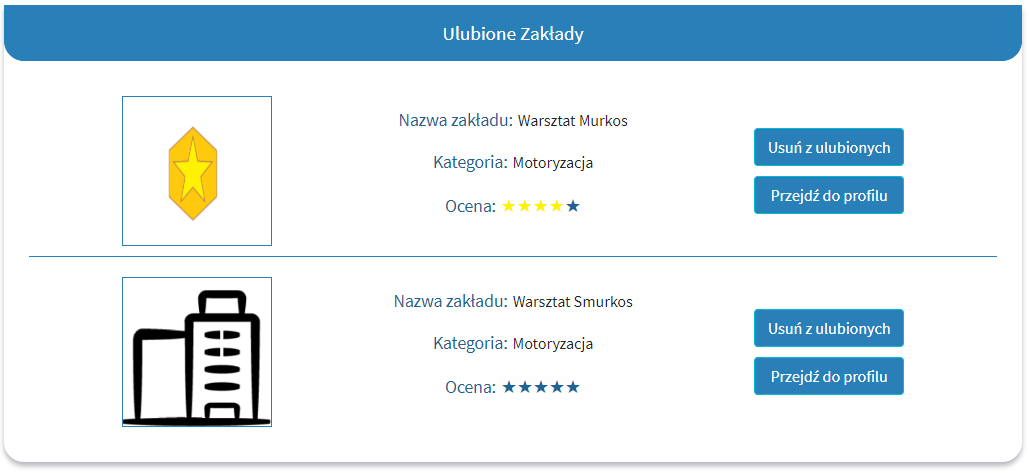 Ulubione Zakłady
Nazwa zakładu: Warsztat Murkos
Kategoria: Motoryzacja
Ocena: ★★★★★
Usuń z ulubionych
Przejdź do profilu
Nazwa zakładu: Warsztat Smurkos
Kategoria: Motoryzacja
Ocena: ★★★★★
Usuń z ulubionych
Przejdź do profilu